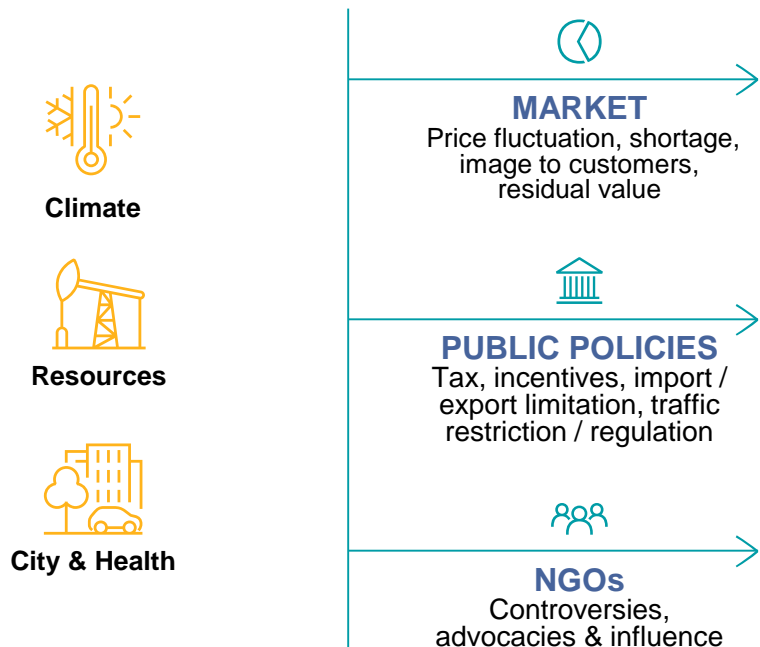 Climate
Resources
City & Health
MARKET
Price fluctuation, shortage,
image to customers,
residual value
PUBLIC POLICIES
Tax, incentives, import /
export limitation, traffic
restriction / regulation
NGOs
Controversies,
advocacies & influence